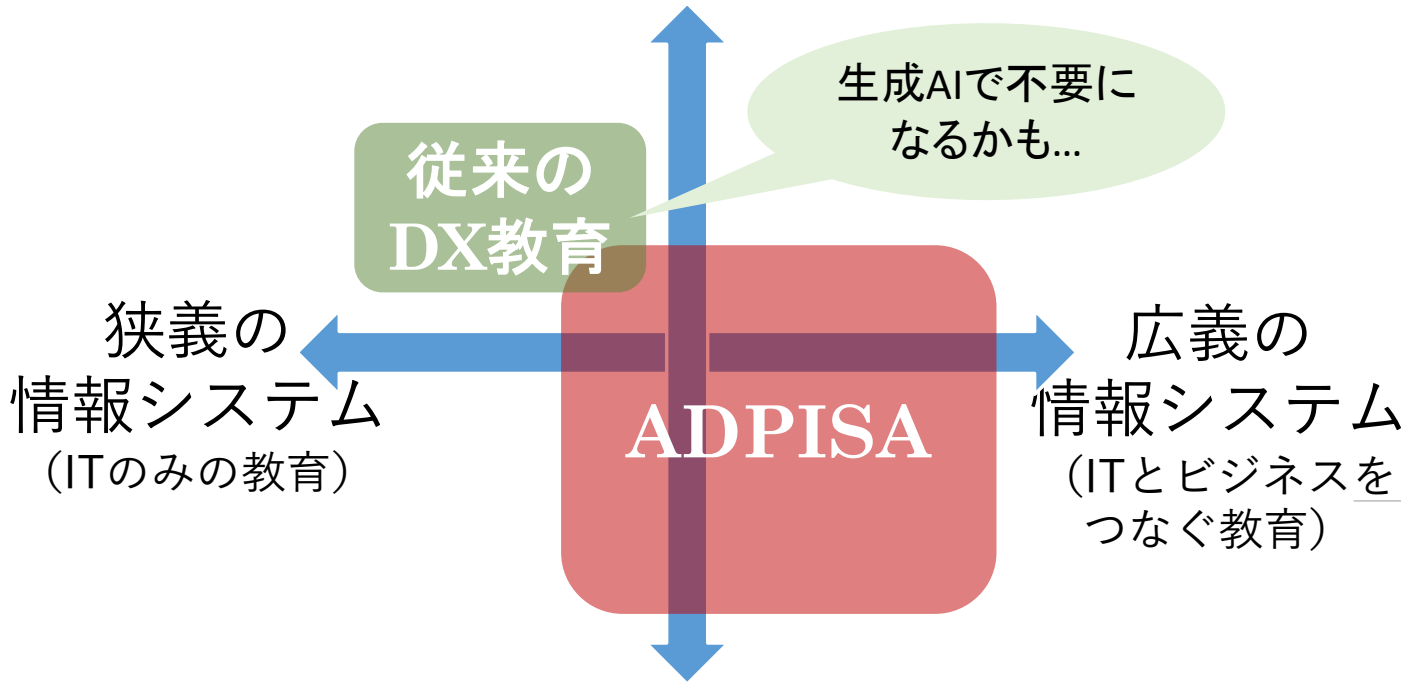 生成AIで不要に
なるかも...
従来の
DX教育
狭義の
情報システム
（ITのみの教育）
ADPISA
広義の
情報システム
（ITとビジネスを
つなぐ教育）